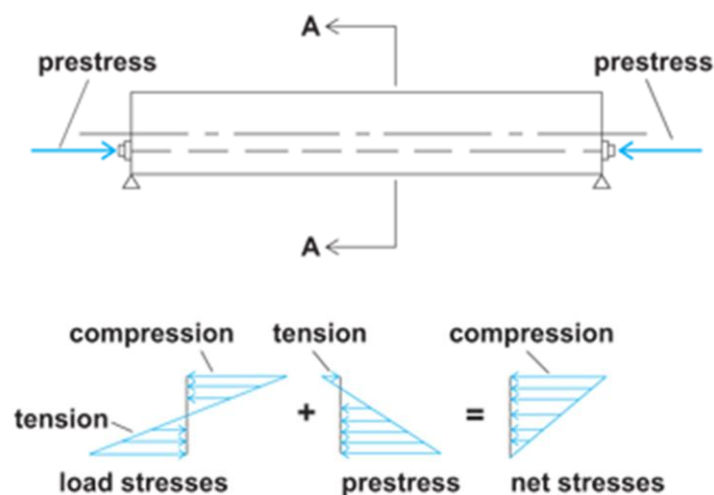 A
prestress
prestress
A
compression
tension
compression
tension
+
=
load stresses
prestress
net stresses